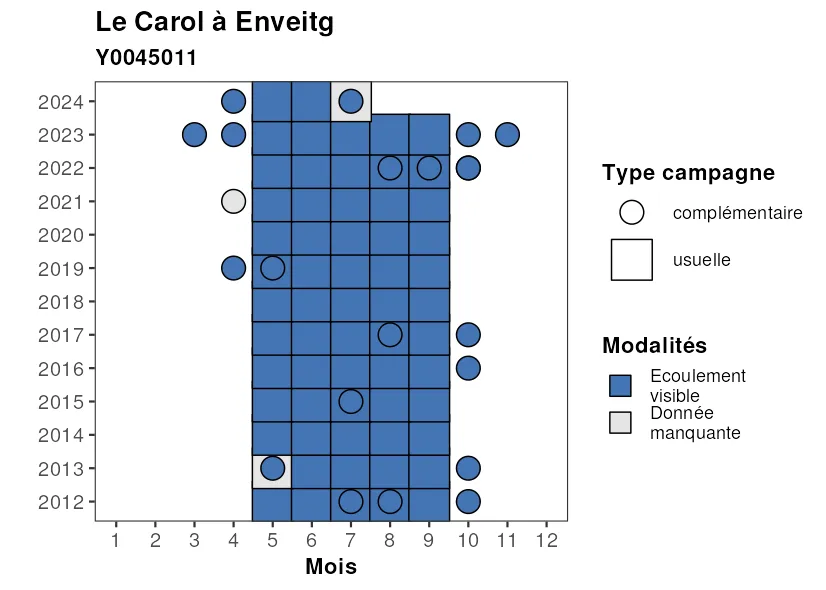 Le Carol à Enveitg
Y0045011
2024
2023
2022
2021
2020
2019
2018
2017
2016
2015
2014
2013
2012
1 2 3 4 5 6 7 8 9 10 11 12
Mois
Type campagne
complémentaire
usuelle
Modalités
Ecoulement
visible
Donnée
manquante